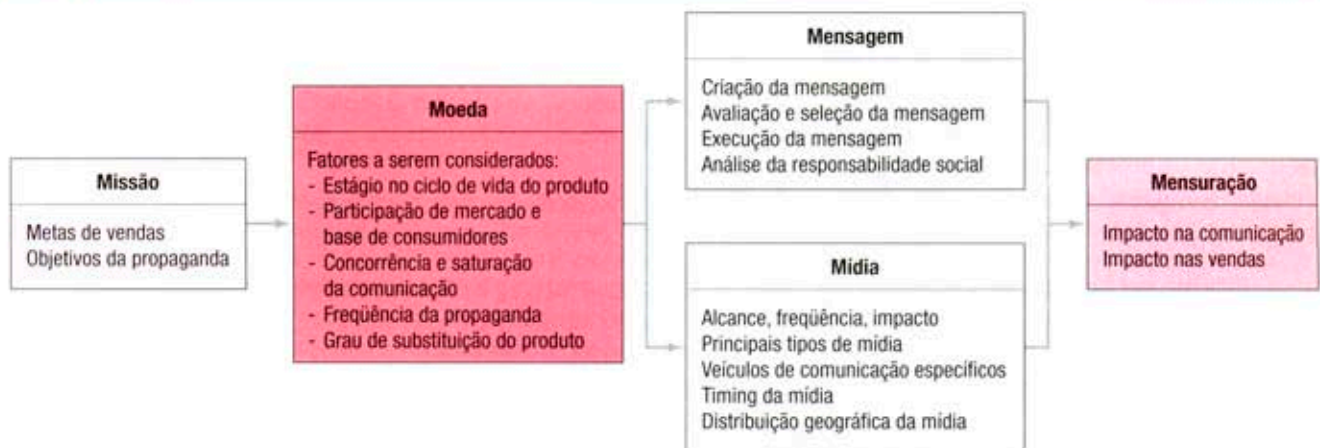 Missão
Metas de vendas
Objetivos da propaganda
Moeda
Fatores a serem considerados:
- Estágio no ciclo de vida do produto
- Participação de mercado e
base de consumidores
- Concorrência e saturação
da comunicação
- Freqüência da propaganda
- Grau de substituição do produto
Mensagem
Criação da mensagem
Avaliação e seleção da mensagem
Execução da mensagem
Análise da responsabilidade social
Mídia
Alcance, freqüência, impacto
Principais tipos de mídia
Veículos de comunicação específicos
Timing da mídia
Distribuição geográfica da mídia
Mensuração
Impacto na comunicação
Impacto nas vendas